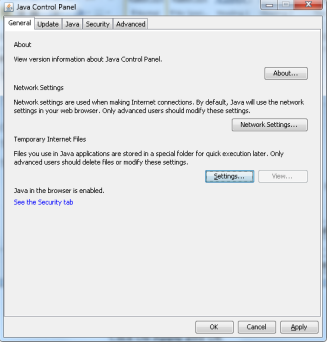 Java Control Panel
General Update Java Security Advanced
About
View version information about Java Control Panel.
About...
Network Settings
Network settings are used when making Internet connections. By default, Java will use the network
settings in your web browser. Only advanced users should modify these settings.
Network Settings...
Temporary Internet Files
Files you use in Java applications are stored in a special folder for quick execution later. Only
advanced users should delete files or modify these settings.
Settings... View...
Java in the browser is enabled.
See the Security tab
OK Cancel Apply